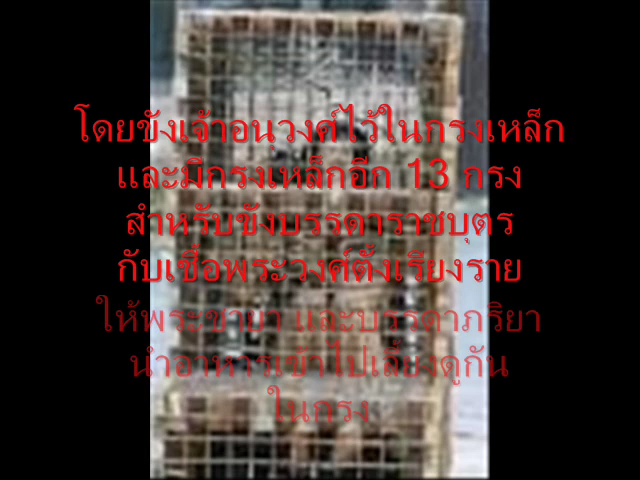 โดยขังเจ้าอนุวงศ์ไว้ในกรงเหล็ก
และมีกรงเหล็กอีก 13 กรง
สำหรับขังบรรดาราชบุตร
กับเชื้อพระวงศ์ตั้งเรียงราย
ให้พระชายา และบรรดาภริยา
นำอาหารเข้าไปเลี้ยงดูกัน
ในกรง